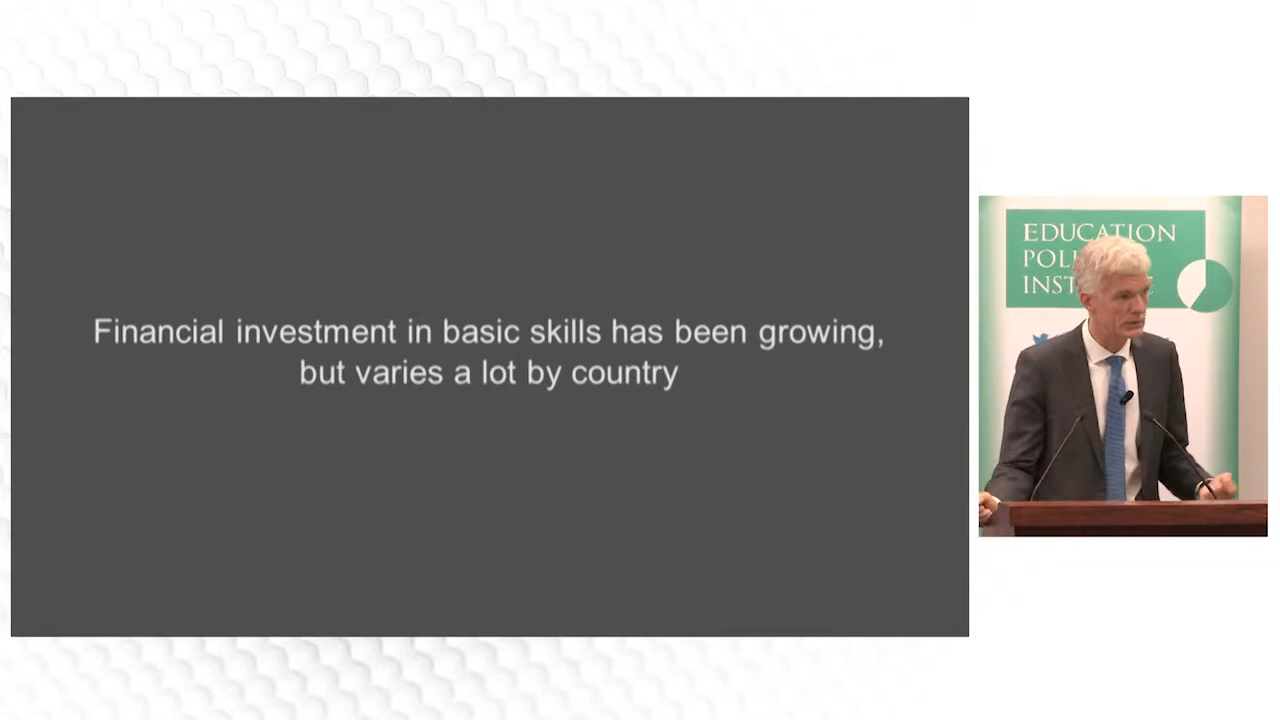 Financial investment in basic skills has been growing,
but varies a lot by country
EDUCATION